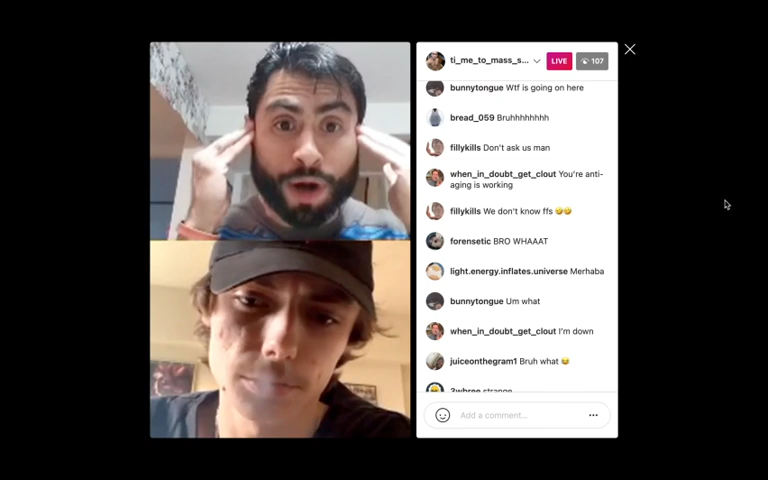 ti_me_to_mass_s...
LIVE
107
bunnytongue Wtf is going on here
bread_059 Bruhhhhhhhh
fillykills Don't ask us man
when_in_doubt_get_clout You're anti-
aging is working
fillykills We don't know ffs 🤣🤣
forensetic BRO WHAAAT
light.energy.inflates.universe Merhaba
bunnytongue Um what
when_in_doubt_get_clout I'm down
juiceonthegram1 Bruh what 😂
strange
Add a comment...